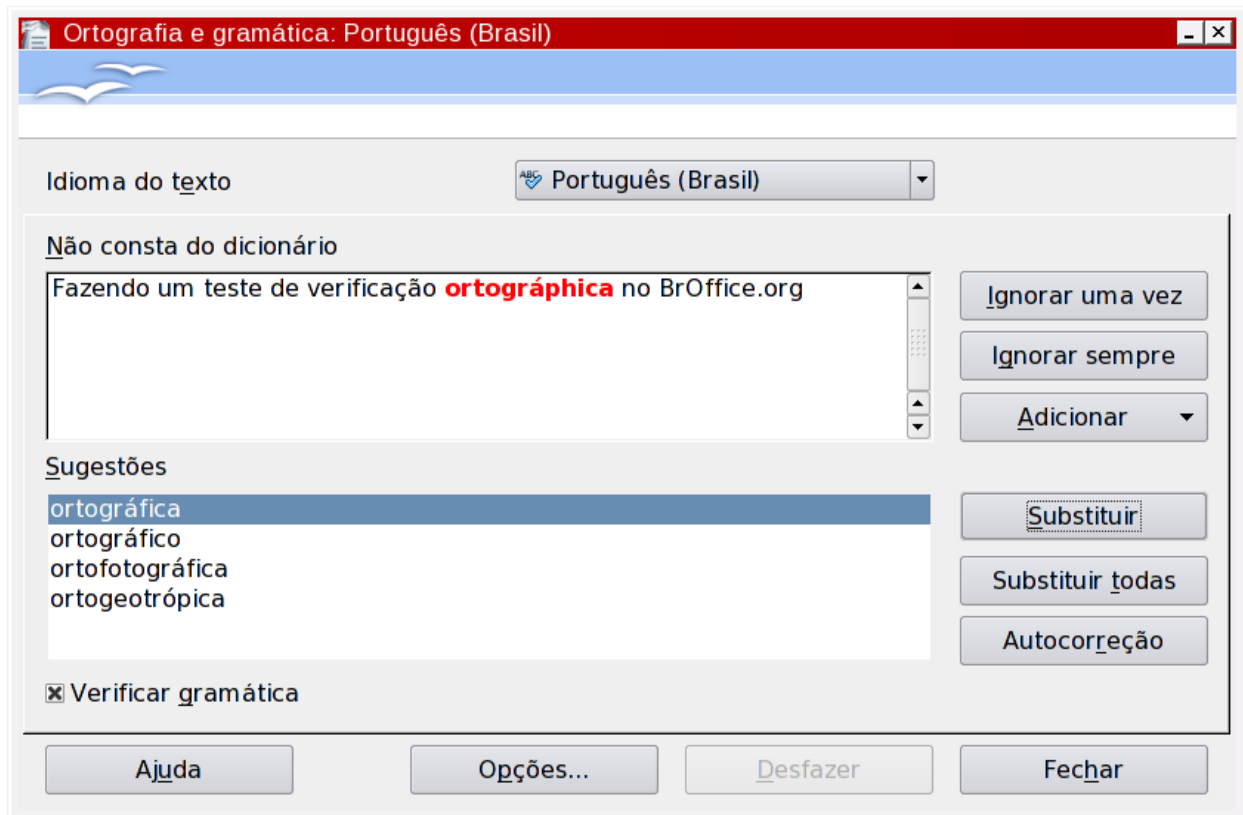 Ortografia e gramática: Português (Brasil)
Idioma do texto
ABC Português (Brasil)
Não consta do dicionário
Fazendo um teste de verificação ortográphica no BrOffice.org
Ignorar uma vez
Ignorar sempre
Adicionar
Sugestões
ortográfica
ortográfico
ortofotográfica
ortogeotrópica
Substituir
Substituir todas
Autocorreção
Verificar gramática
Ajuda
Opções...
Desfazer
Fechar